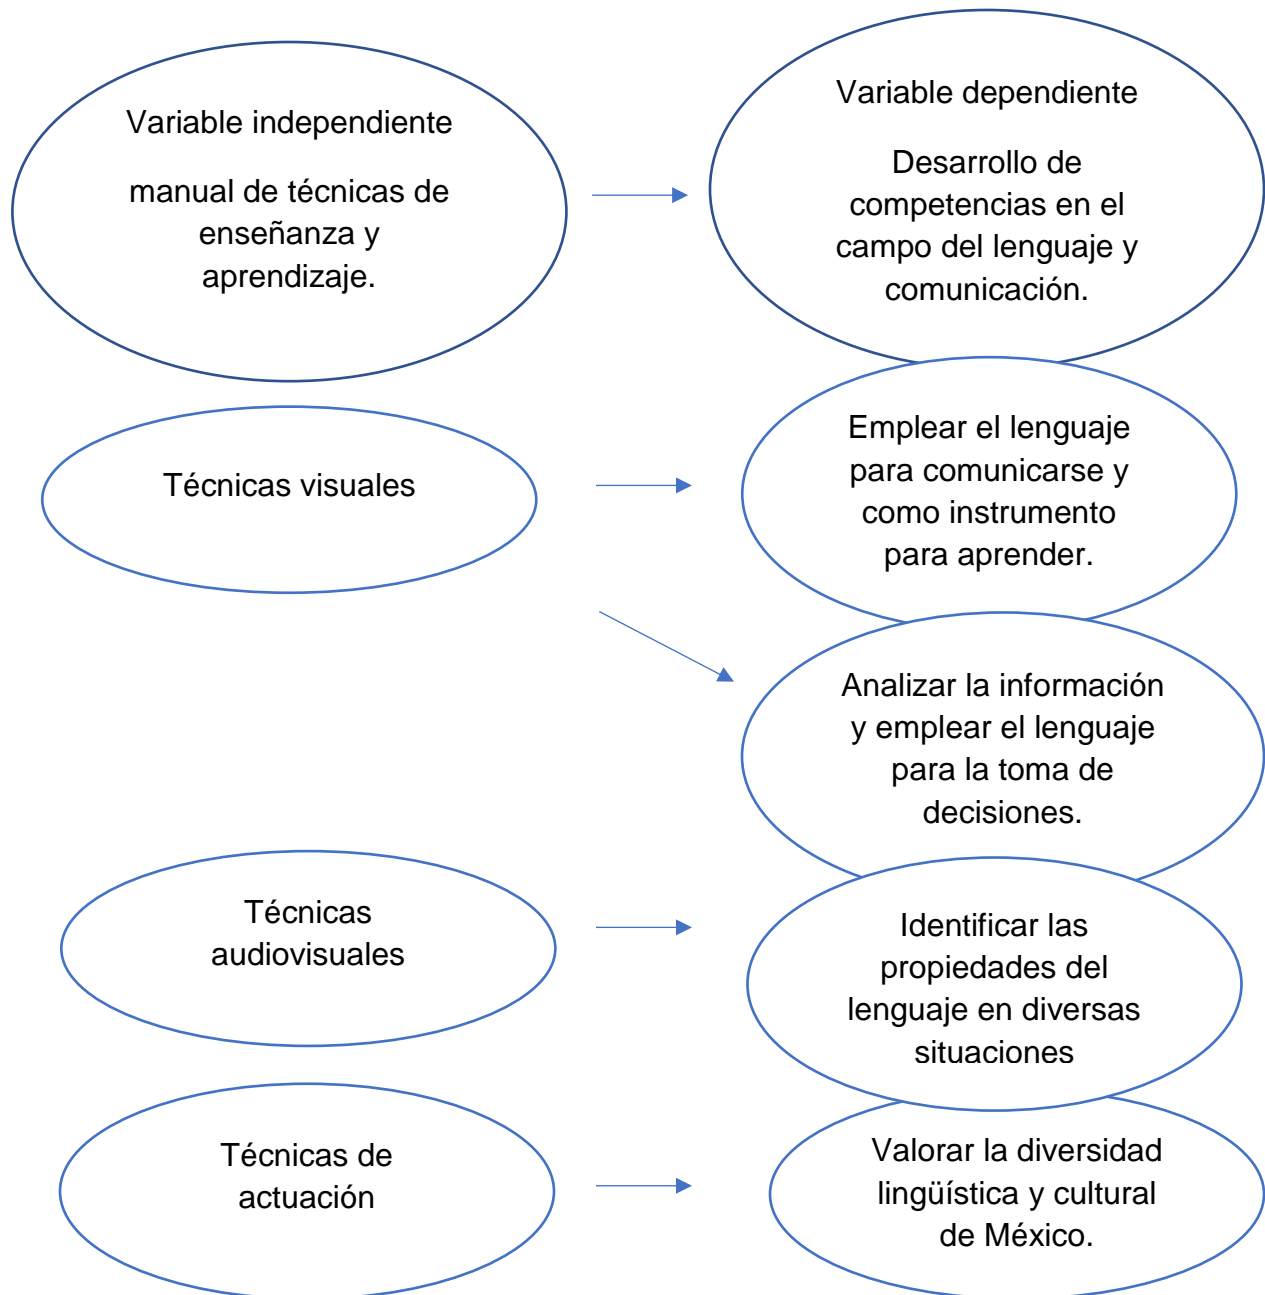 Variable independiente
manual de técnicas de
enseñanza y
aprendizaje.
Variable dependiente
Desarrollo de
competencias en el
campo del lenguaje y
comunicación.
Técnicas visuales
Emplear el lenguaje
para comunicarse y
como instrumento
para aprender.
Analizar la información
y emplear el lenguaje
para la toma de
decisiones.
Técnicas
audiovisuales
Identificar las
propiedades del
lenguaje en diversas
situaciones
Técnicas de
actuación
Valorar la diversidad
lingüística y cultural
de México.